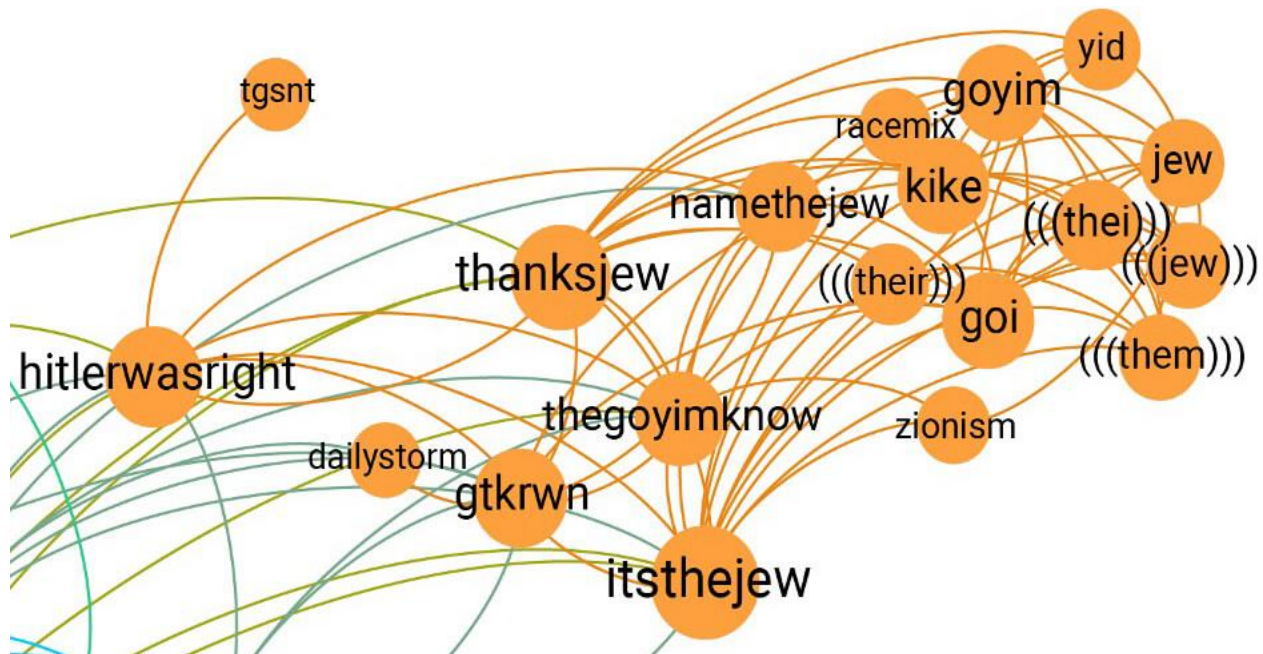 yid
tgsnt
goyim
racemix
jew
kike
namethejew
(((thei)))
(((jew)))
thanksjew
(((their)))
goi
(((them)))
hitlerwasright
thegoyimknow
zionism
dailystorm
gtkrwn
itsthejew